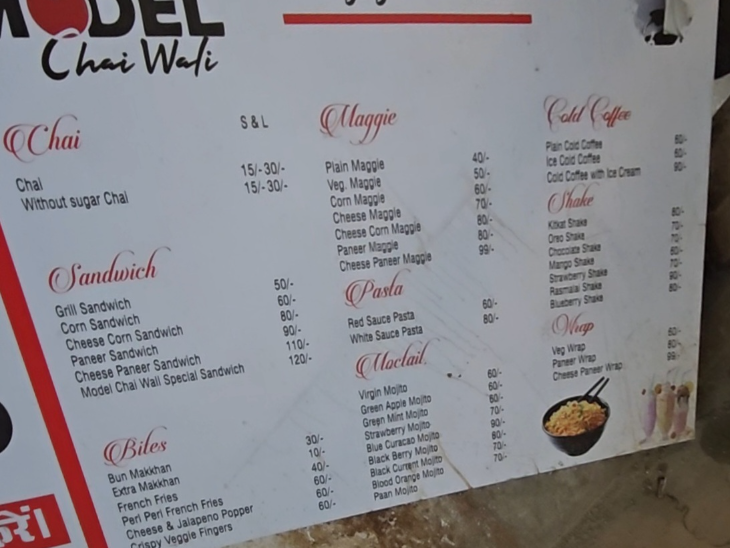 MODEL
Chai Wali
Chai S & L
Chai 15/- 30/-
Without sugar Chai 15/- 30/-
Sandwich
Grill Sandwich 50/-
Corn Sandwich 60/-
Cheese Corn Sandwich 80/-
Paneer Sandwich 90/-
Cheese Paneer Sandwich 110/-
Model Chai Wali Special Sandwich 120/-
Bites
Bun Makkhan 30/-
Extra Makkhan 10/-
French Fries 40/-
Peri Peri French Fries 60/-
Cheese & Jalapeno Popper 60/-
Crispy Veggie Fingers 60/-
Maggie
Plain Maggie 40/-
Veg. Maggie 50/-
Corn Maggie 60/-
Cheese Maggie 70/-
Cheese Corn Maggie 80/-
Paneer Maggie 80/-
Cheese Paneer Maggie 99/-
Pasta
Red Sauce Pasta 60/-
White Sauce Pasta 80/-
Moctail
Virgin Mojito 60/-
Green Apple Mojito 60/-
Green Mint Mojito 60/-
Strawberry Mojito 70/-
Blue Curacao Mojito 90/-
Black Berry Mojito
Black Current Mojito
Blood Orange Mojito
Paan Mojito
Cold Coffee
Plain Cold Coffee 60/-
Ice Cold Coffee 60/-
Cold Coffee with Ice Cream 90/-
Shake
Kitkat Shake
Oreo Shake
Chocolate Shake
Mango Shake
Strawberry Shake
Rasmalai Shake
Blueberry Shake
Wrap
Veg Wrap 60/-
Paneer Wrap 80/-
Cheese Paneer Wrap 99/-
करें।